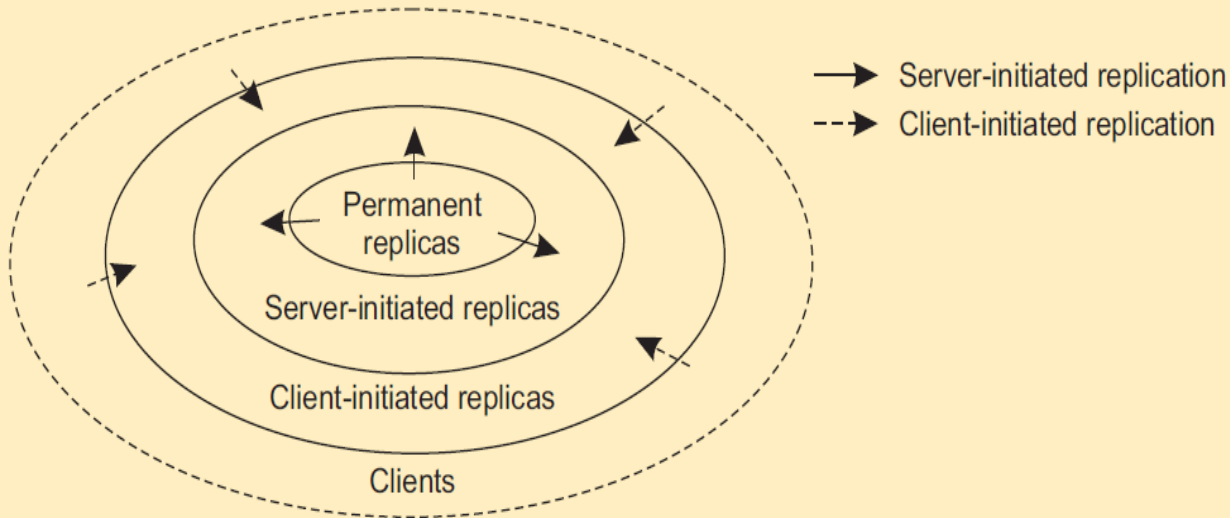 Server-initiated replication
Client-initiated replication
Permanent
replicas
Server-initiated replicas
Client-initiated replicas
Clients